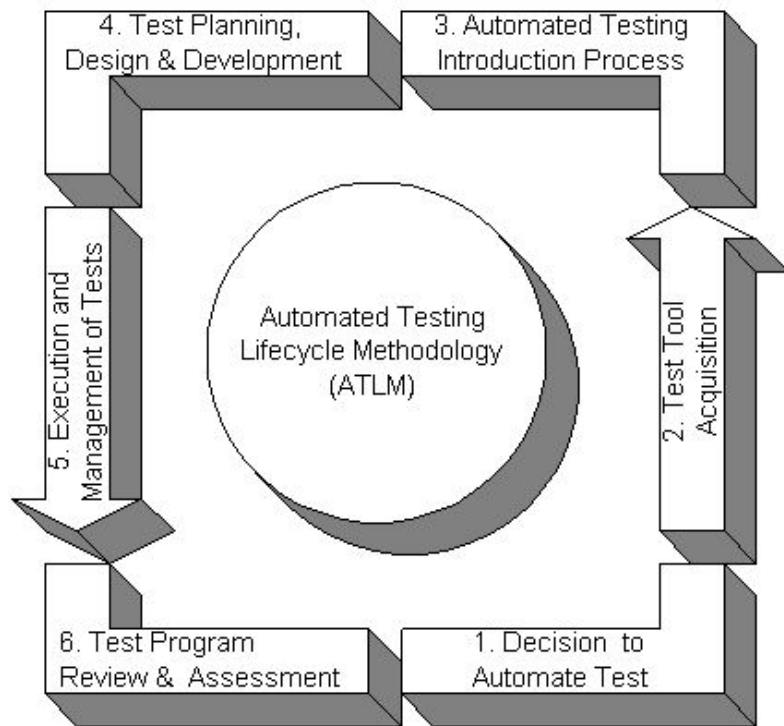 4. Test Planning,
Design & Development
3. Automated Testing
Introduction Process
5. Execution and
Management of Tests
Automated Testing
Lifecycle Methodology
(ATLM)
2. Test Tool
Acquisition
6. Test Program
Review & Assessment
1. Decision to
Automate Test